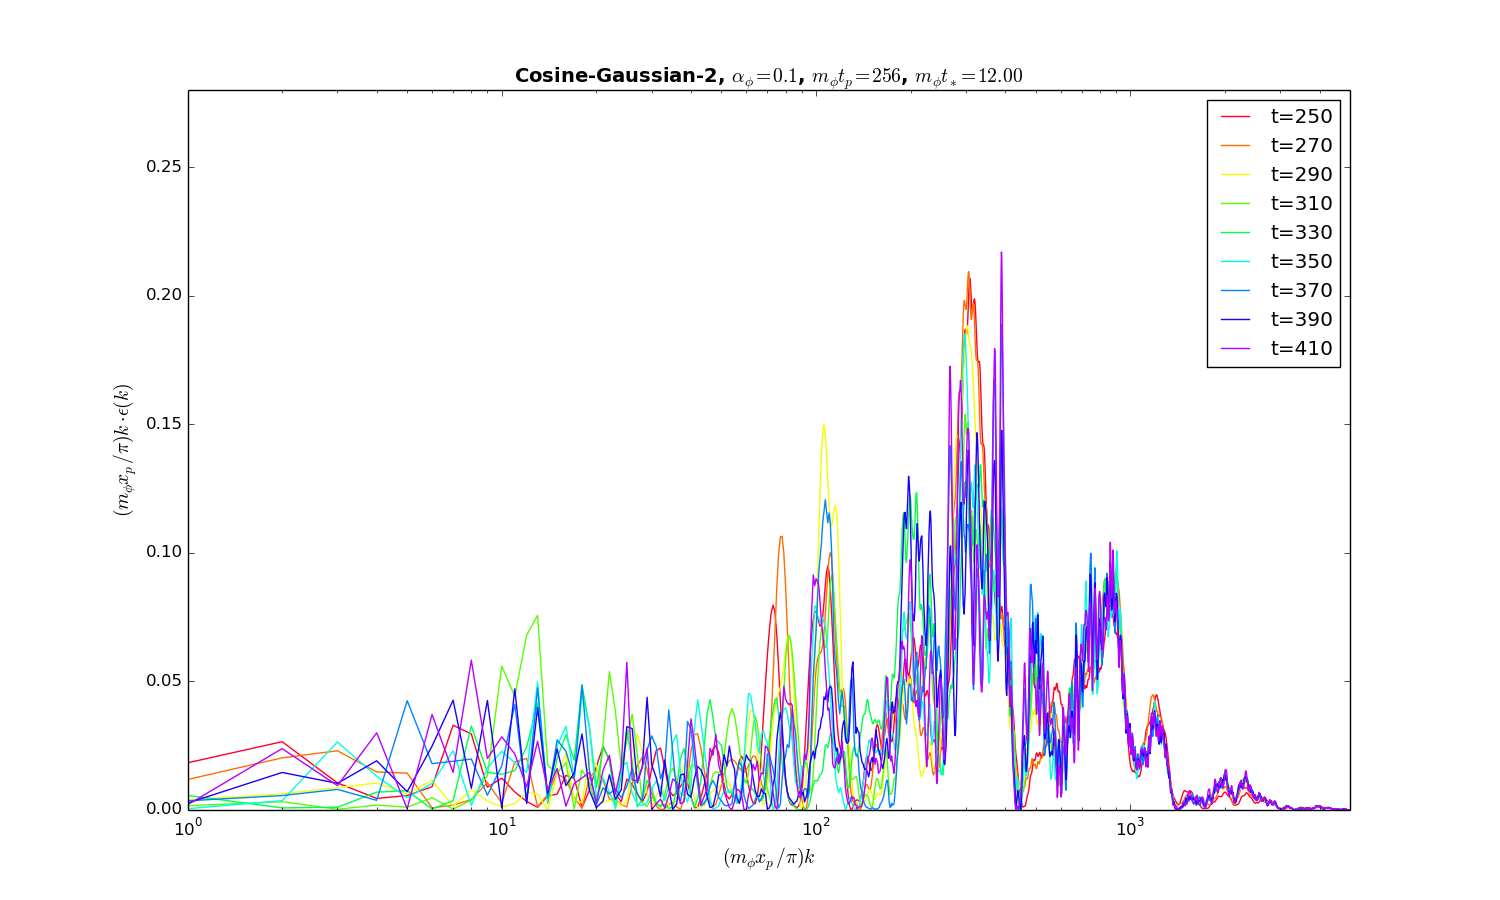 Cosine-Gaussian-2, α_ϕ=0.1, m_ϕt_p=256, m_ϕt_*=12.00
t=250
t=270
t=290
t=310
t=330
t=350
t=370
t=390
t=410
0.25
0.20
0.15
0.10
0.05
0.00
(m_ϕx_p/π)k·ϵ(k)
10^0 10^1 10^2 10^3
(m_ϕx_p/π)k